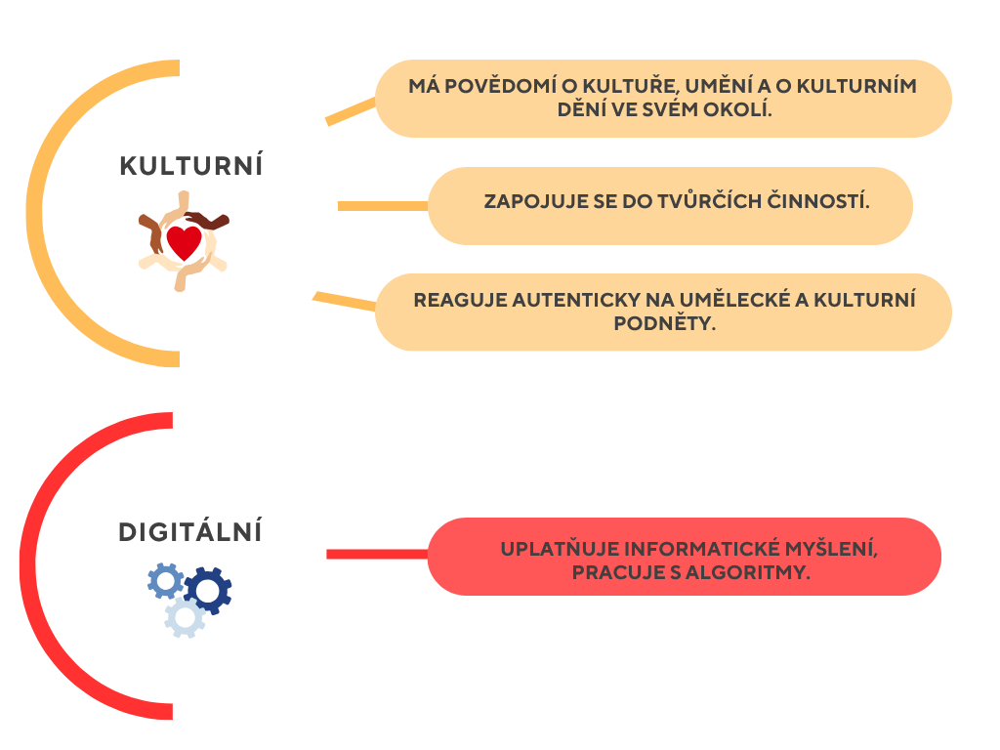 KULTURNÍ
MÁ POVĚDOMÍ O KULTUŘE, UMĚNÍ A O KULTURNÍM
DĚNÍ VE SVÉM OKOLÍ.
ZAPOJUJE SE DO TVŮRČÍCH ČINNOSTÍ.
REAGUJE AUTENTICKY NA UMĚLECKÉ A KULTURNÍ
PODNĚTY.
DIGITÁLNÍ
UPLATŇUJE INFORMATICKÉ MYŠLENÍ,
PRACUJE S ALGORITMY.